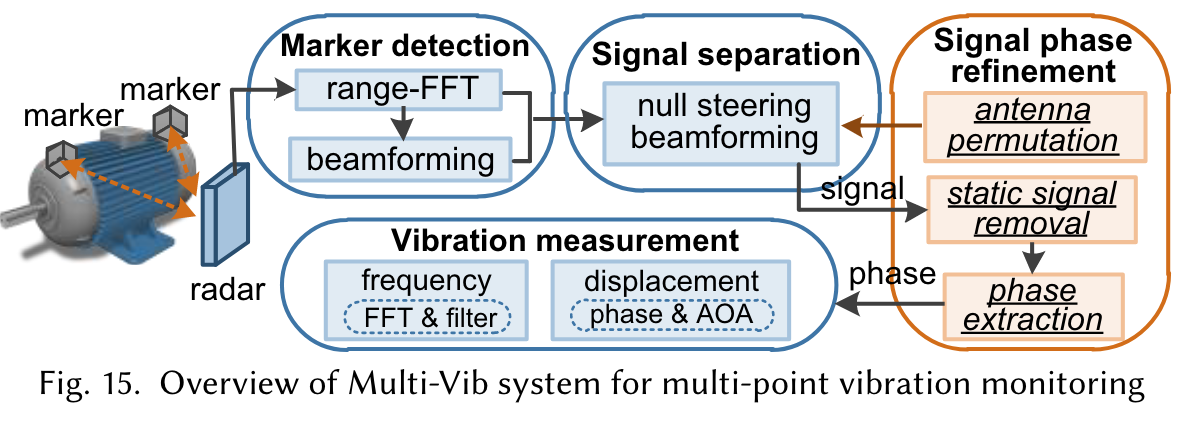 marker
marker
radar
Marker detection
range-FFT
beamforming
Signal separation
null steering
beamforming
Signal phase
refinement
antenna
permutation
signal
static signal
removal
phase
extraction
phase
Vibration measurement
frequency
FFT & filter
displacement
phase & AOA
Fig. 15. Overview of Multi-Vib system for multi-point vibration monitoring